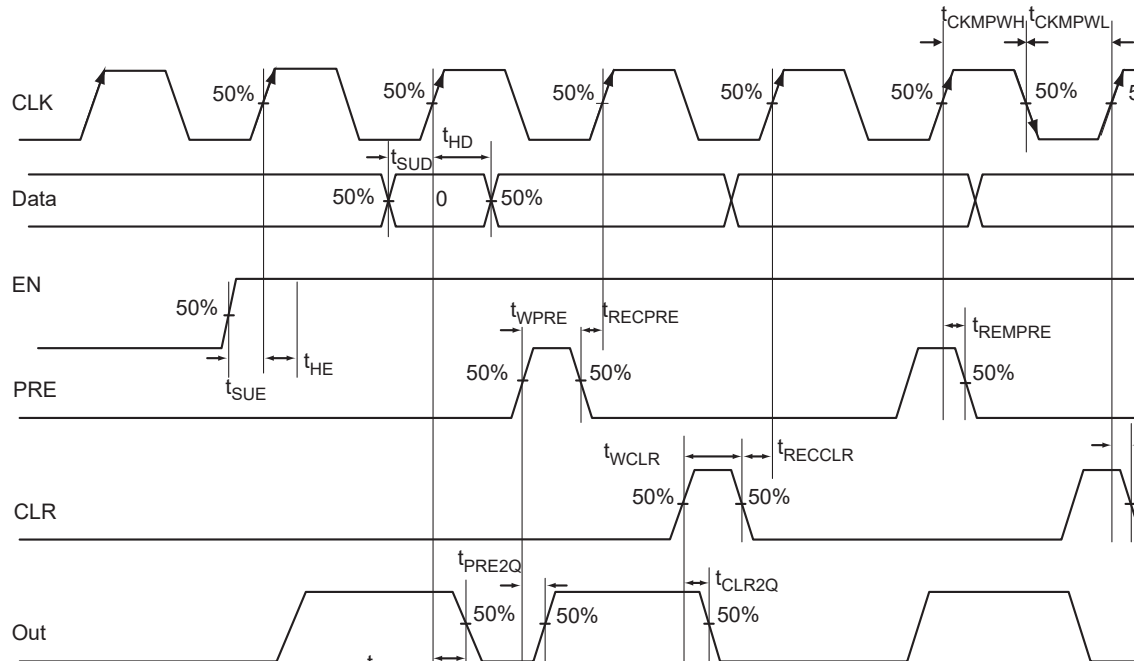 tCKMPWH tCKMPWL
CLK 50% 50% 50% 50% 50% 50% 5
tSUD tHD
Data 50% 0 50%
EN 50%
tSUE tHE tWPRE tRECPRE tREMPRE
PRE 50% 50% 50%
tWCLR tRECCLR
CLR 50% 50%
tPRE2Q tCLR2Q
Out 50% 50% 50%
t